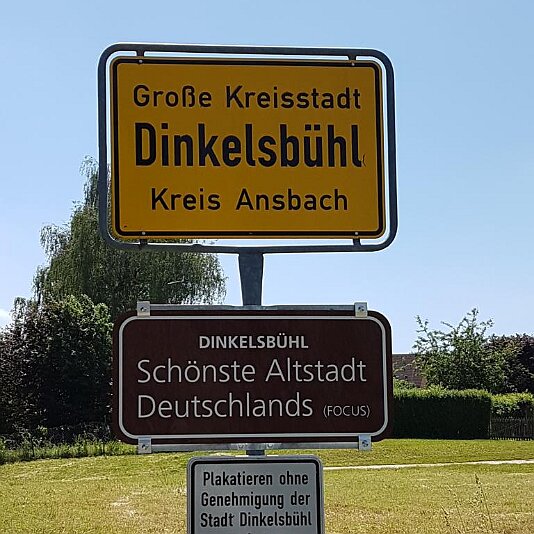 Große Kreisstadt
Dinkelsbühl
Kreis Ansbach
DINKELSBÜHL
Schönste Altstadt
Deutschlands (FOCUS)
Plakatieren ohne
Genehmigung der
Stadt Dinkelsbühl